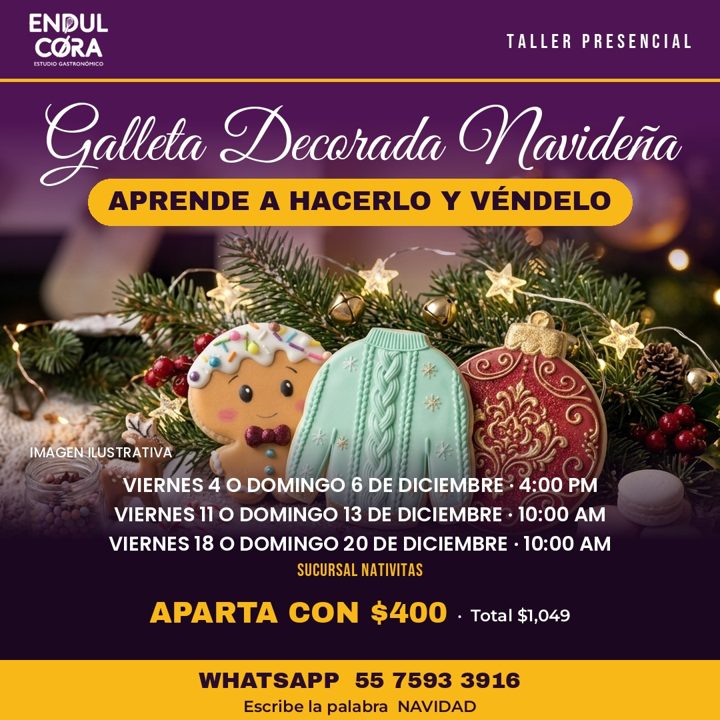 ENDUL
CORA
ESTUDIO GASTRONÓMICO
TALLER PRESENCIAL
Galleta Decorada Navideña
APRENDE A HACERLO Y VÉNDELO
IMAGEN ILUSTRATIVA
VIERNES 4 O DOMINGO 6 DE DICIEMBRE · 4:00 PM
VIERNES 11 O DOMINGO 13 DE DICIEMBRE · 10:00 AM
VIERNES 18 O DOMINGO 20 DE DICIEMBRE · 10:00 AM
SUCURSAL NATIVITAS
APARTA CON $400 · Total $1,049
WHATSAPP 55 7593 3916
Escribe la palabra NAVIDAD